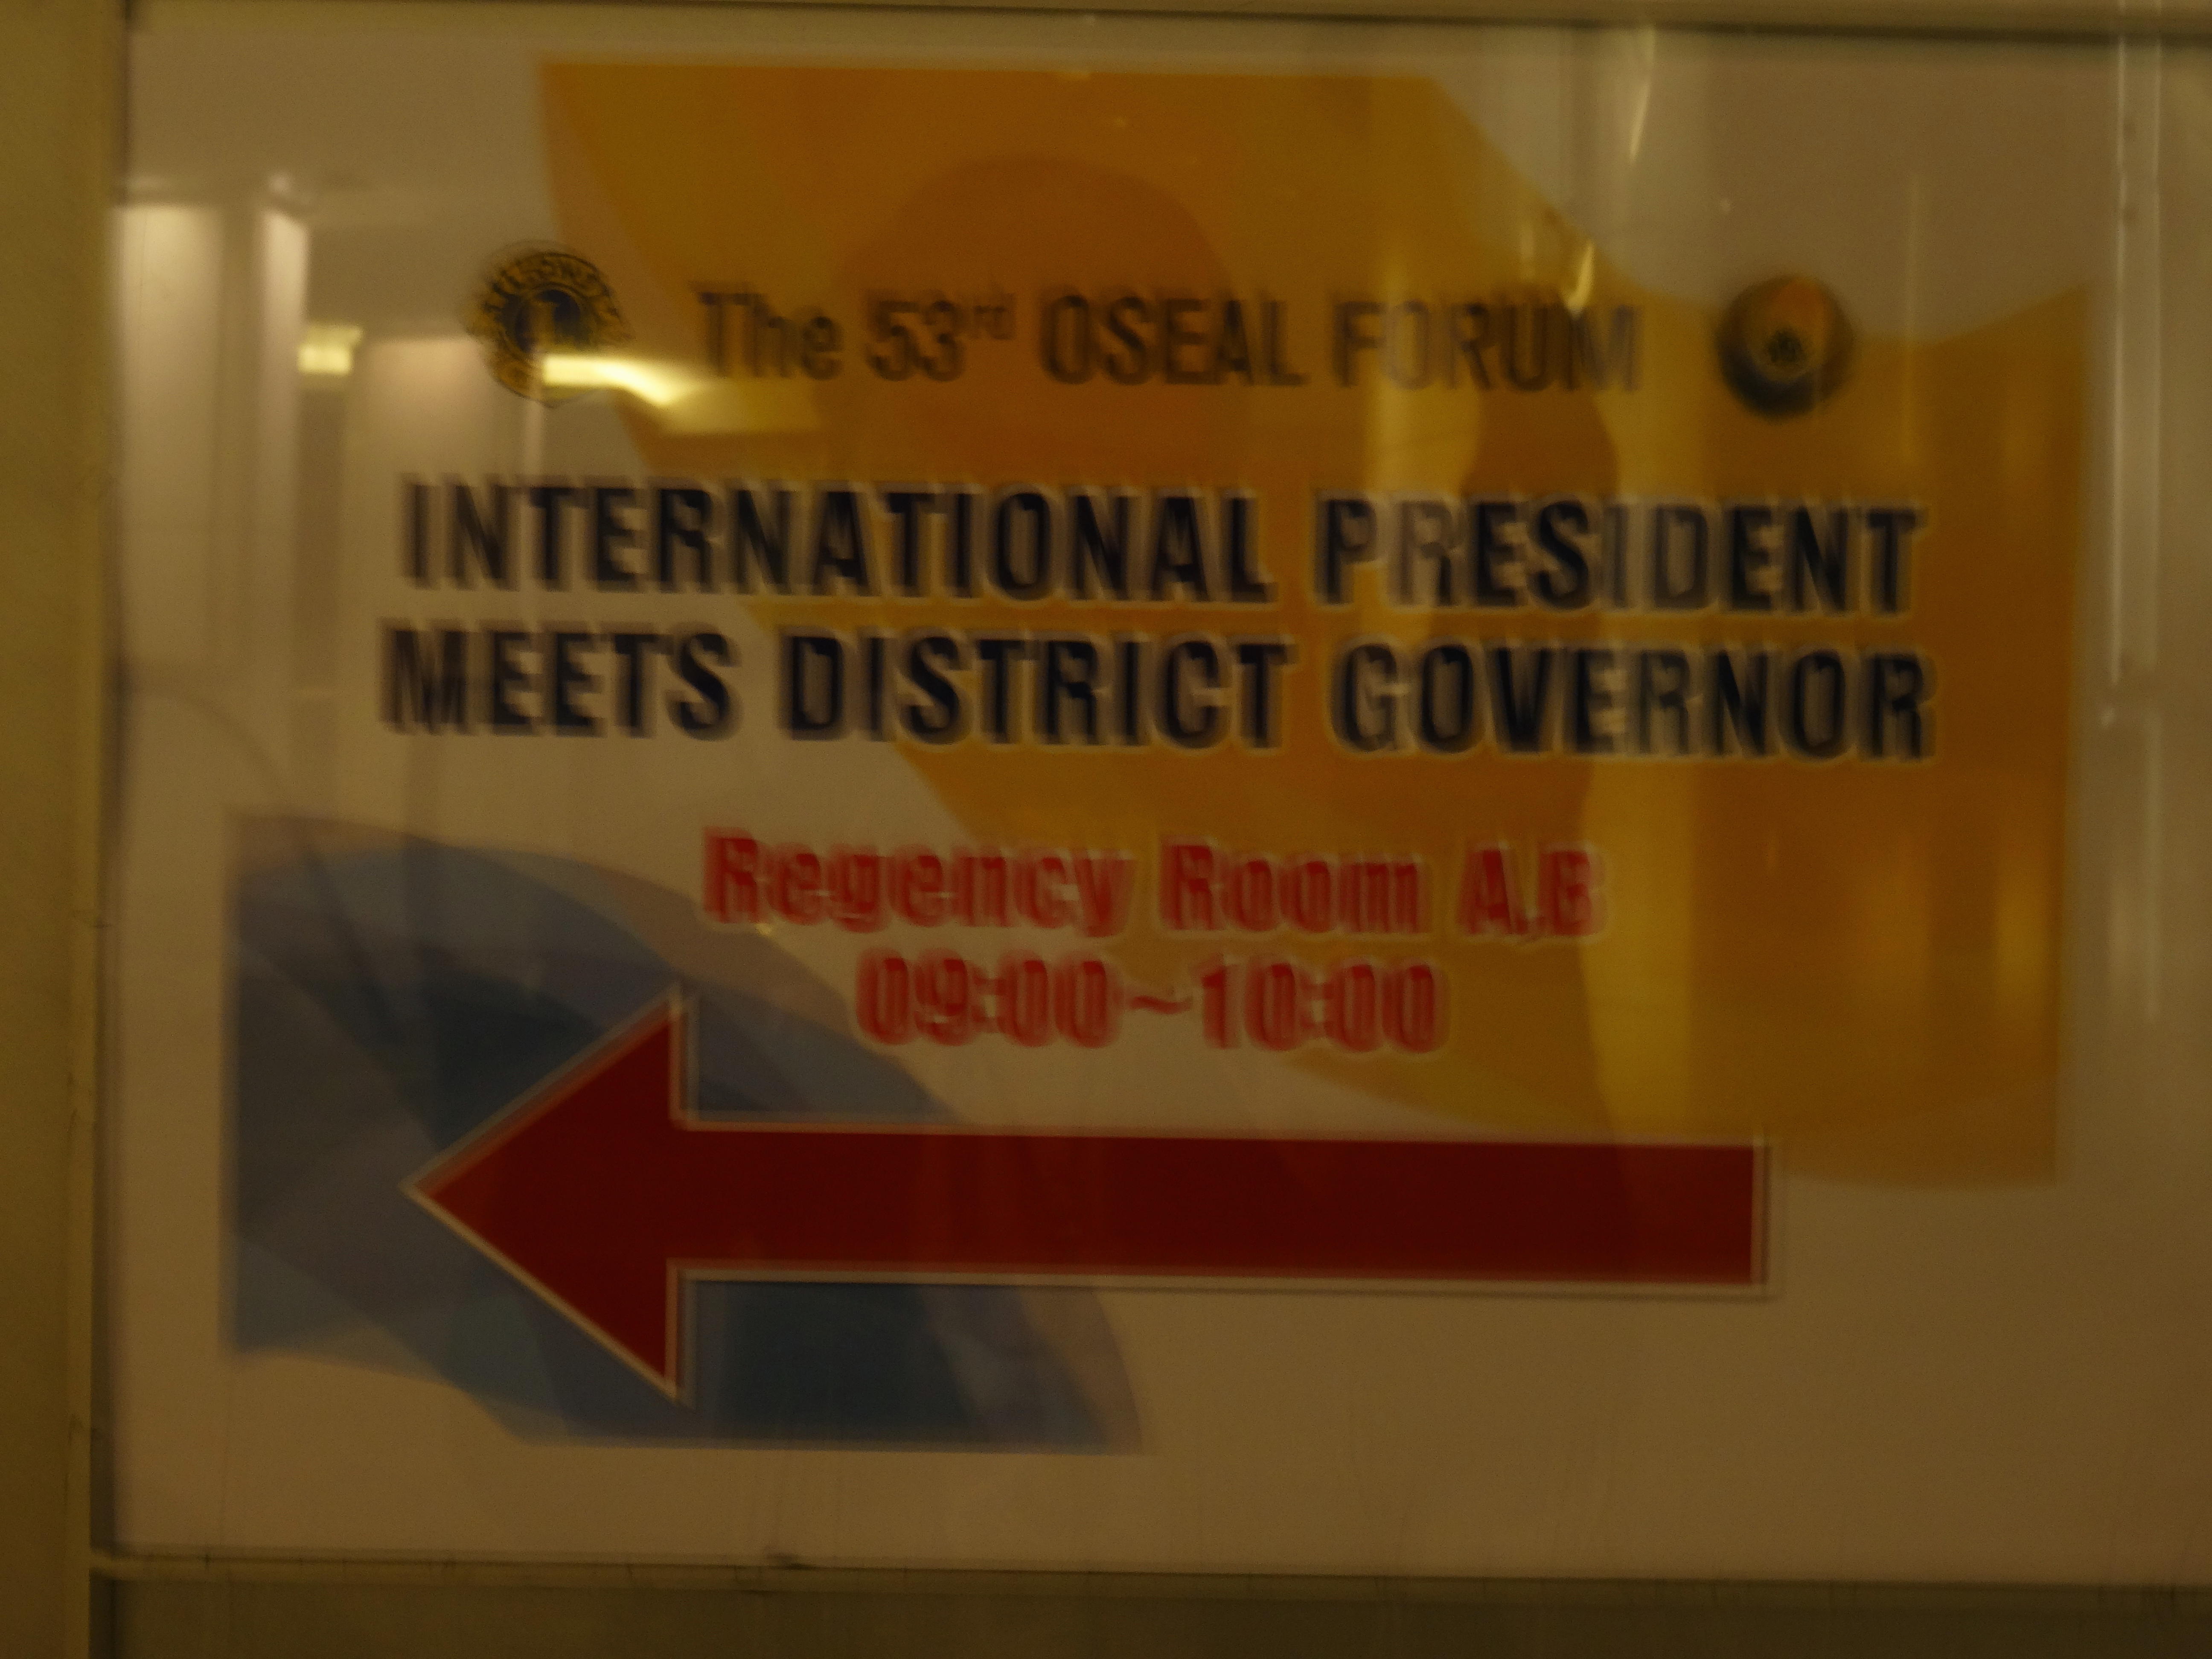 The 53rd OSEAL FORUM
INTERNATIONAL PRESIDENT
MEETS DISTRICT GOVERNOR
Regency Room A.B
09:00~10:00